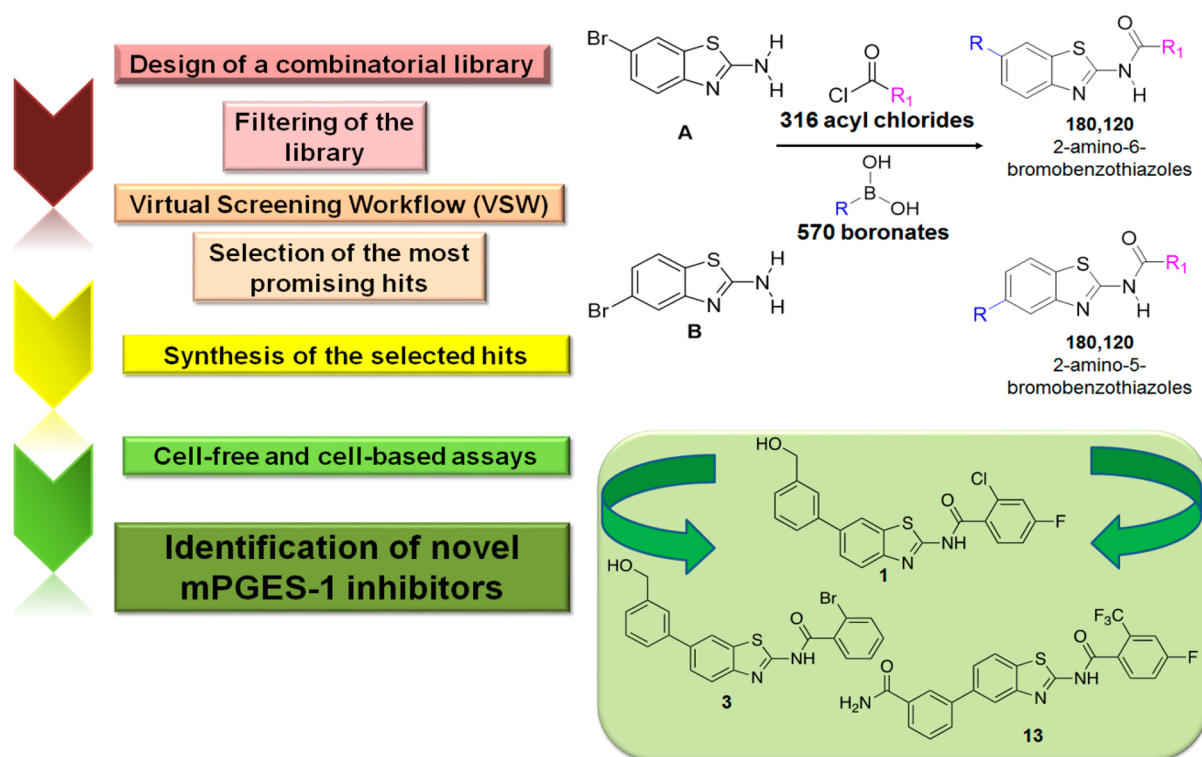 Design of a combinatorial library
Filtering of the
library
Virtual Screening Workflow (VSW)
Selection of the most
promising hits
Synthesis of the selected hits
Cell-free and cell-based assays
Identification of novel
mPGES-1 inhibitors
Br
S
N
H
N
H
A
O
Cl
R1
316 acyl chlorides
OH
B
OH
R
570 boronates
R
S
N
O
R1
N
H
180,120
2-amino-6-
bromobenzothiazoles
S
N
H
N
H
Br
B
O
S
R1
N
N
H
R
180,120
2-amino-5-
bromobenzothiazoles
HO
Cl
O
S
F
N
NH
1
HO
Br
O
S
N
NH
3
F3C
O
F
S
NH
N
O
H2N
13